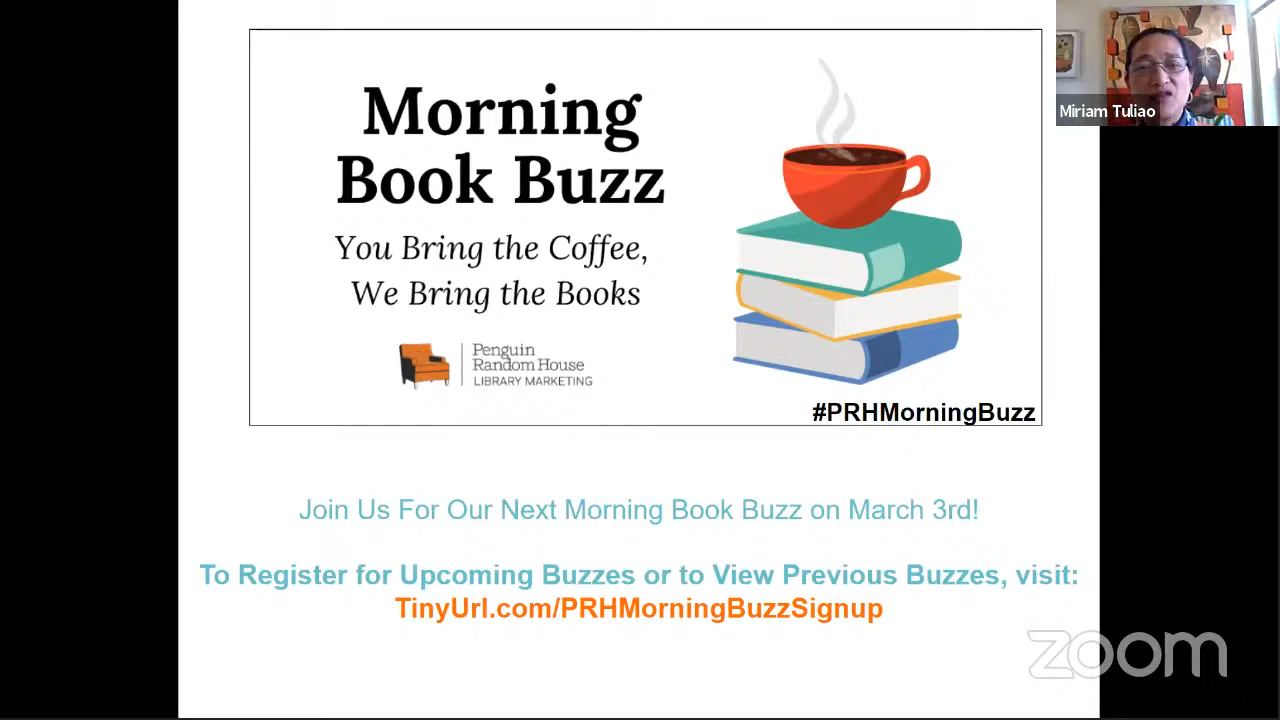 Morning
Book Buzz
You Bring the Coffee,
We Bring the Books
Penguin
Random House
LIBRARY MARKETING
#PRHMorningBuzz
Miriam Tuliao
Join Us For Our Next Morning Book Buzz on March 3rd!
To Register for Upcoming Buzzes or to View Previous Buzzes, visit:
TinyUrl.com/PRHMorningBuzzSignup
zoom